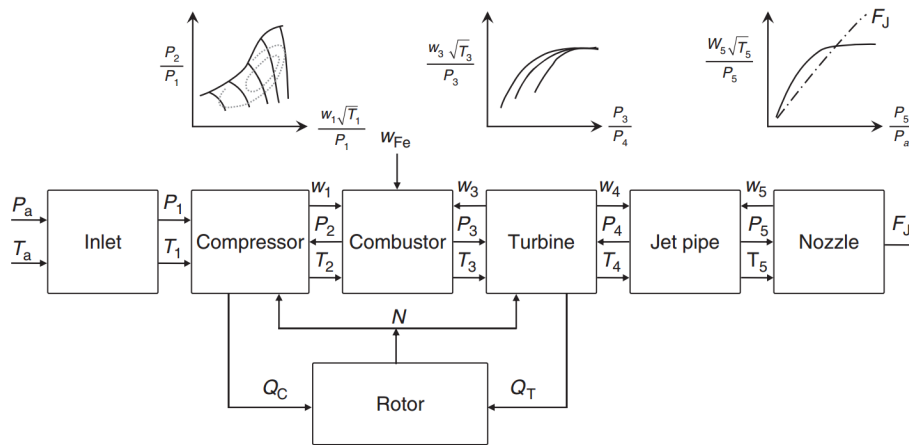 P2/P1
w1√T1/P1
w3√T3/P3
P3/P4
W5√T5/P5
FJ
P5/Pa
wFe
Pa
Ta
Inlet
P1
T1
Compressor
w1
P2
T2
Combustor
w3
P3
T3
Turbine
w4
P4
T4
Jet pipe
w5
P5
T5
Nozzle
FJ
N
QC
Rotor
QT